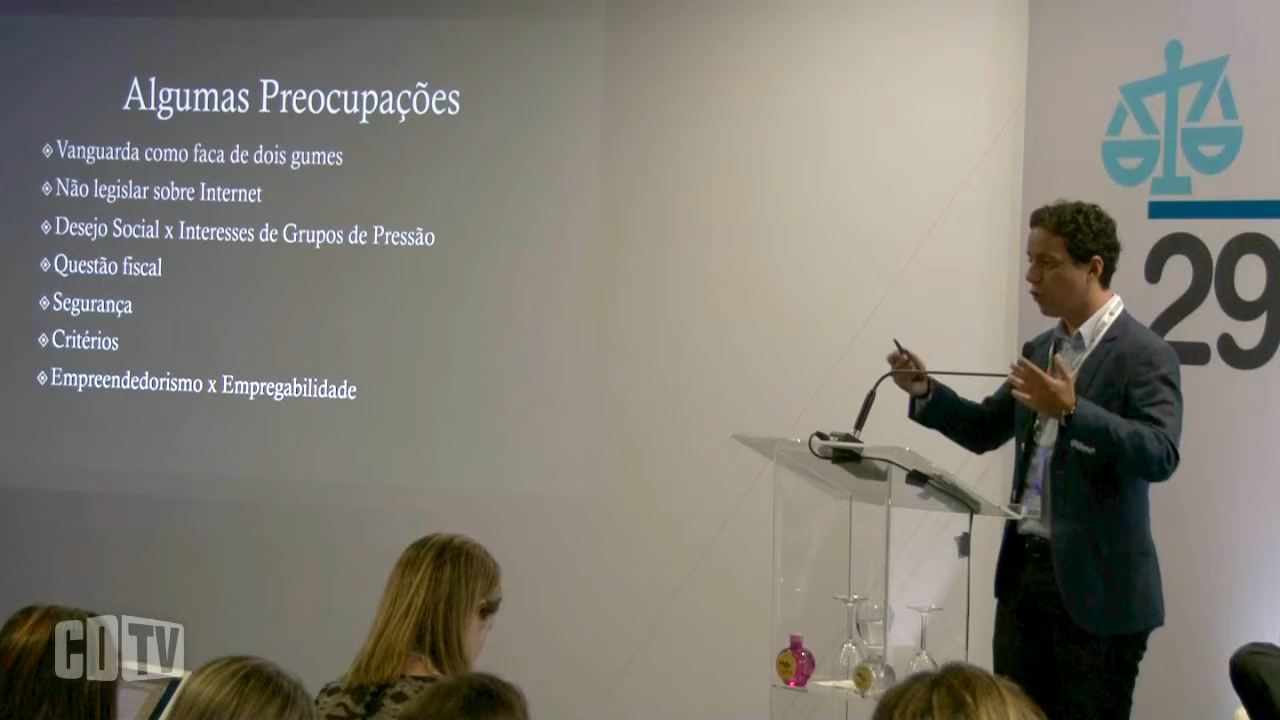 Algumas Preocupações
Vanguarda como faca de dois gumes
Não legislar sobre Internet
Desejo Social x Interesses de Grupos de Pressão
Questão fiscal
Segurança
Critérios
Empreendedorismo x Empregabilidade
29
CDTV